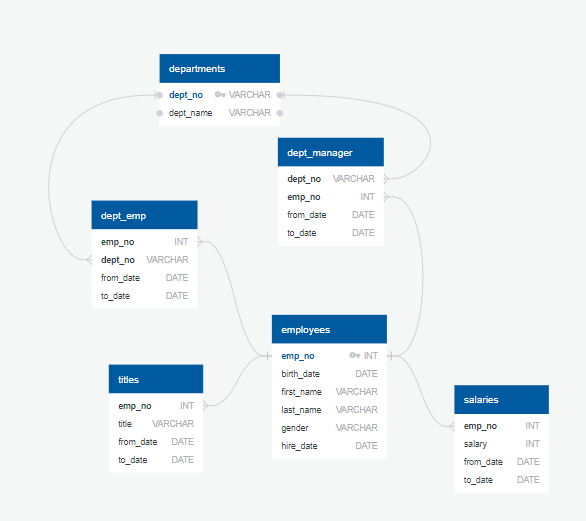 departments
dept_no VARCHAR
dept_name VARCHAR
dept_manager
dept_no VARCHAR
emp_no INT
from_date DATE
to_date DATE
dept_emp
emp_no INT
dept_no VARCHAR
from_date DATE
to_date DATE
employees
emp_no INT
birth_date DATE
first_name VARCHAR
last_name VARCHAR
gender VARCHAR
hire_date DATE
titles
emp_no INT
title VARCHAR
from_date DATE
to_date DATE
salaries
emp_no INT
salary INT
from_date DATE
to_date DATE